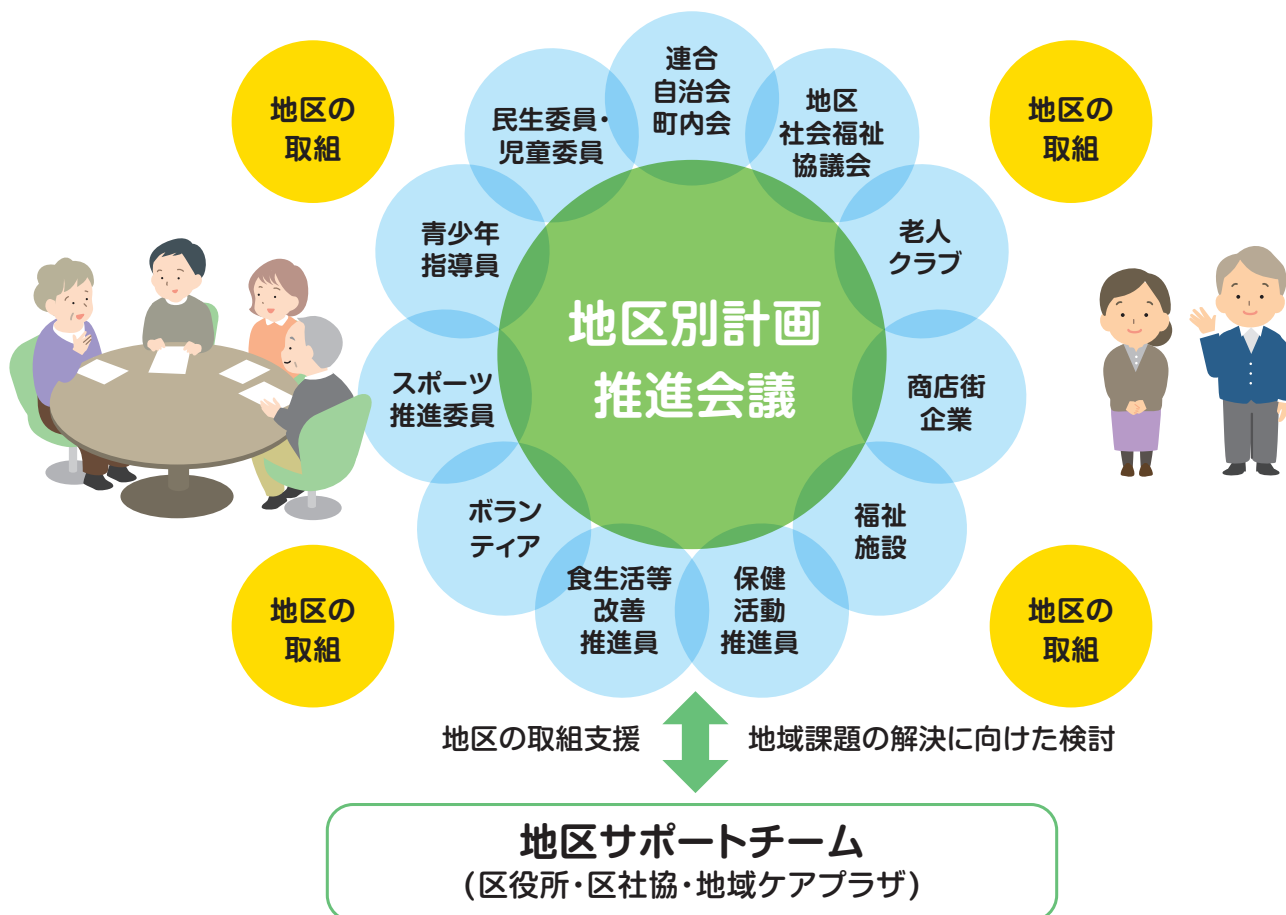 地区の
取組
地区の
取組
連合
自治会
町内会
地区
社会福祉
協議会
老人
クラブ
商店街
企業
福祉
施設
保健
活動
推進員
食生活等
改善
推進員
ボラン
ティア
スポーツ
推進委員
青少年
指導員
民生委員・
児童委員
地区別計画
推進会議
地区の
取組
地区の
取組
地区の取組支援
地域課題の解決に向けた検討
地区サポートチーム
(区役所・区社協・地域ケアプラザ)